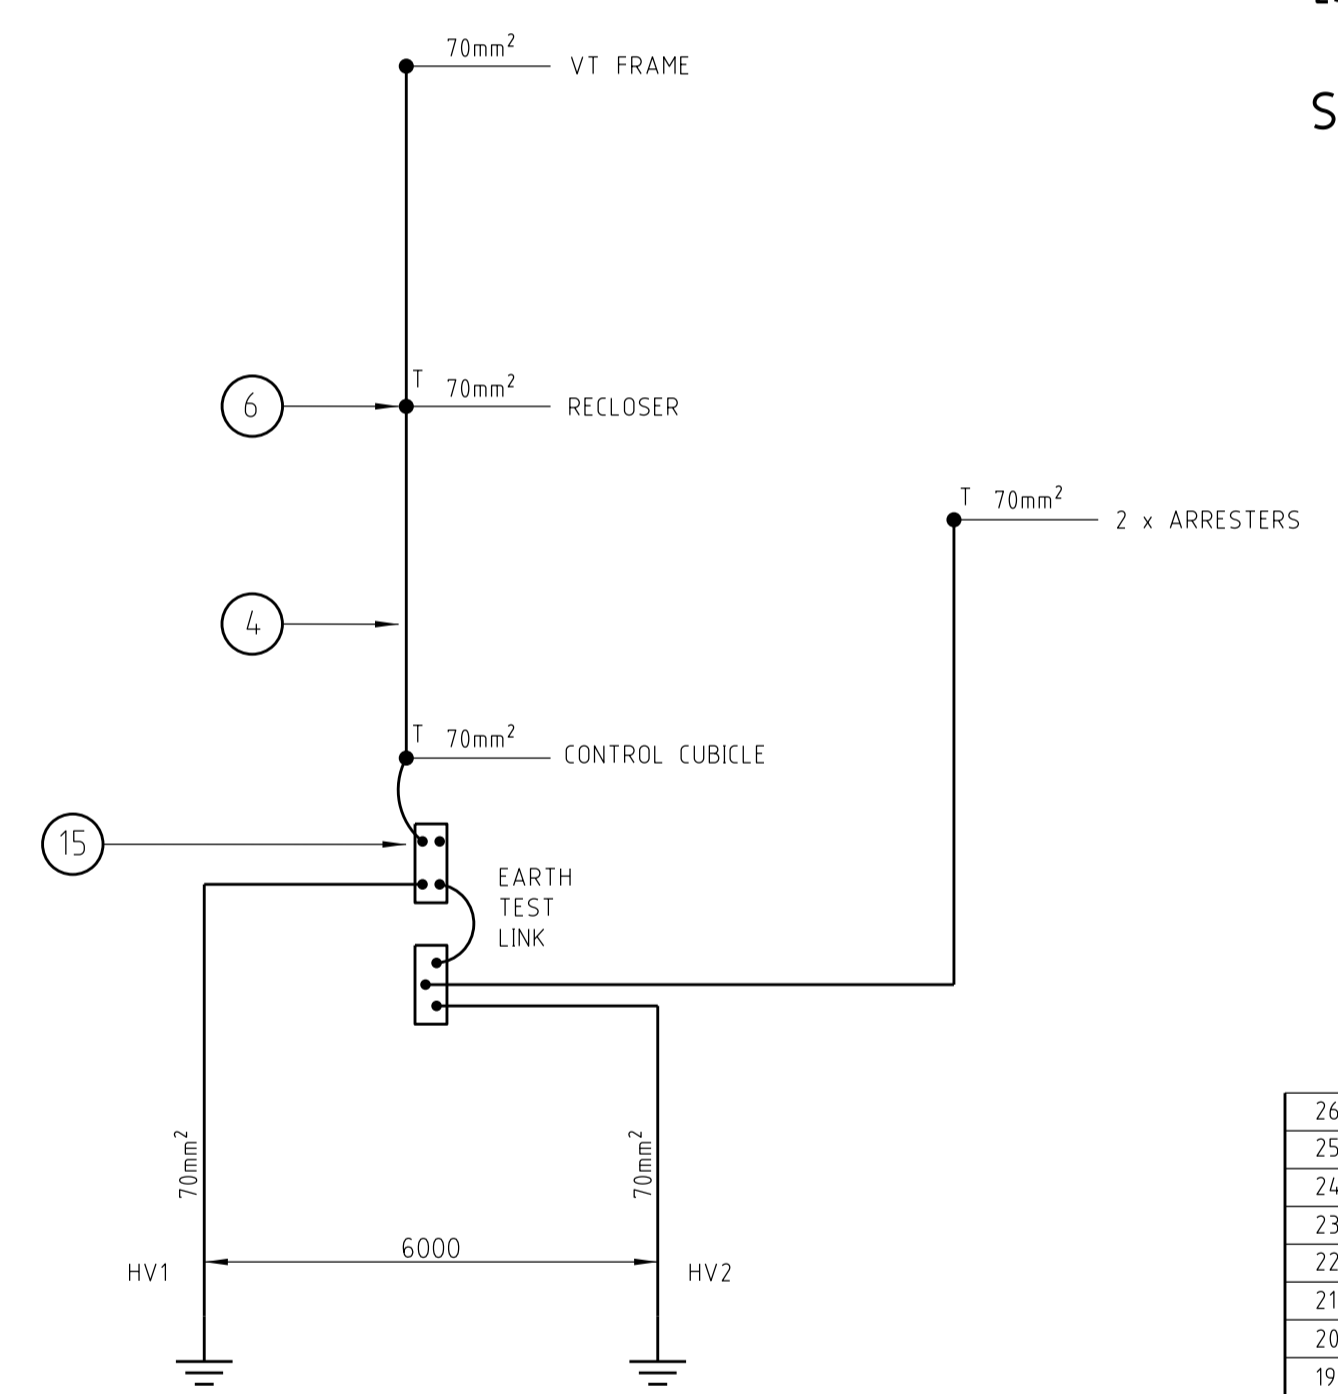 S
70mm²
VT FRAME
T
70mm²
RECLOSER
6
T
70mm²
2 x ARRESTERS
4
T
70mm²
CONTROL CUBICLE
15
EARTH
TEST
LINK
70mm²
70mm²
6000
HV1
HV2
26
25
24
23
22
21
20
19